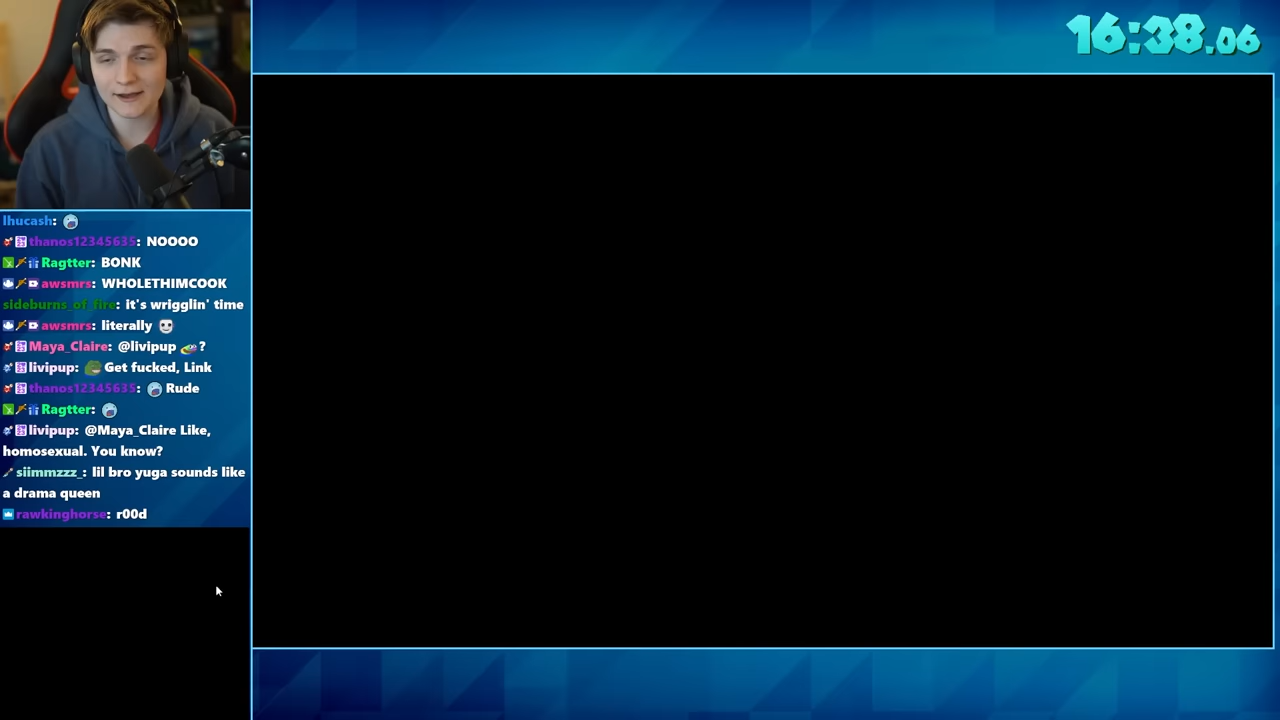 16:38.06
lhucash:
thanos12345635: NOOOO
Ragtter: BONK
awsmrs: WHOLETHIMCOOK
sideburns_of_fire: it's wrigglin' time
awsmrs: literally
Maya_Claire: @livipup ?
livipup: Get fucked, Link
thanos12345635: Rude
Ragtter:
livipup: @Maya_Claire Like,
homosexual. You know?
siimmzzz_: lil bro yuga sounds like
a drama queen
rawkinghorse: r00d